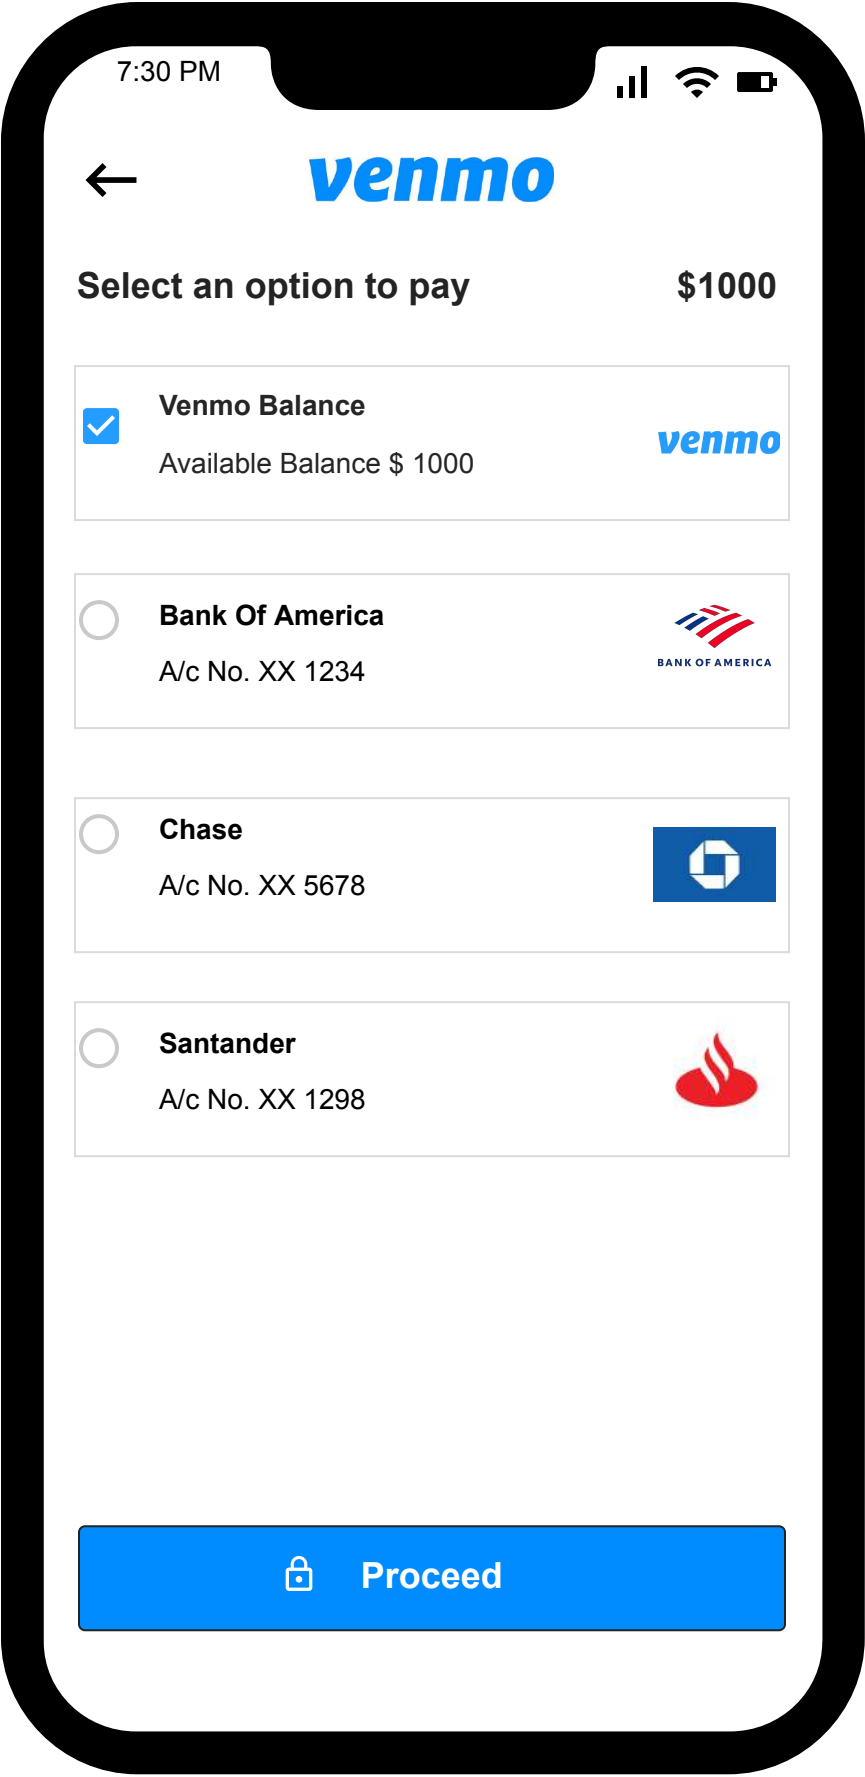 7:30 PM
venmo
Select an option to pay $1000
Venmo Balance
Available Balance $ 1000
venmo
Bank Of America
A/c No. XX 1234
BANK OF AMERICA
Chase
A/c No. XX 5678
Santander
A/c No. XX 1298
Proceed